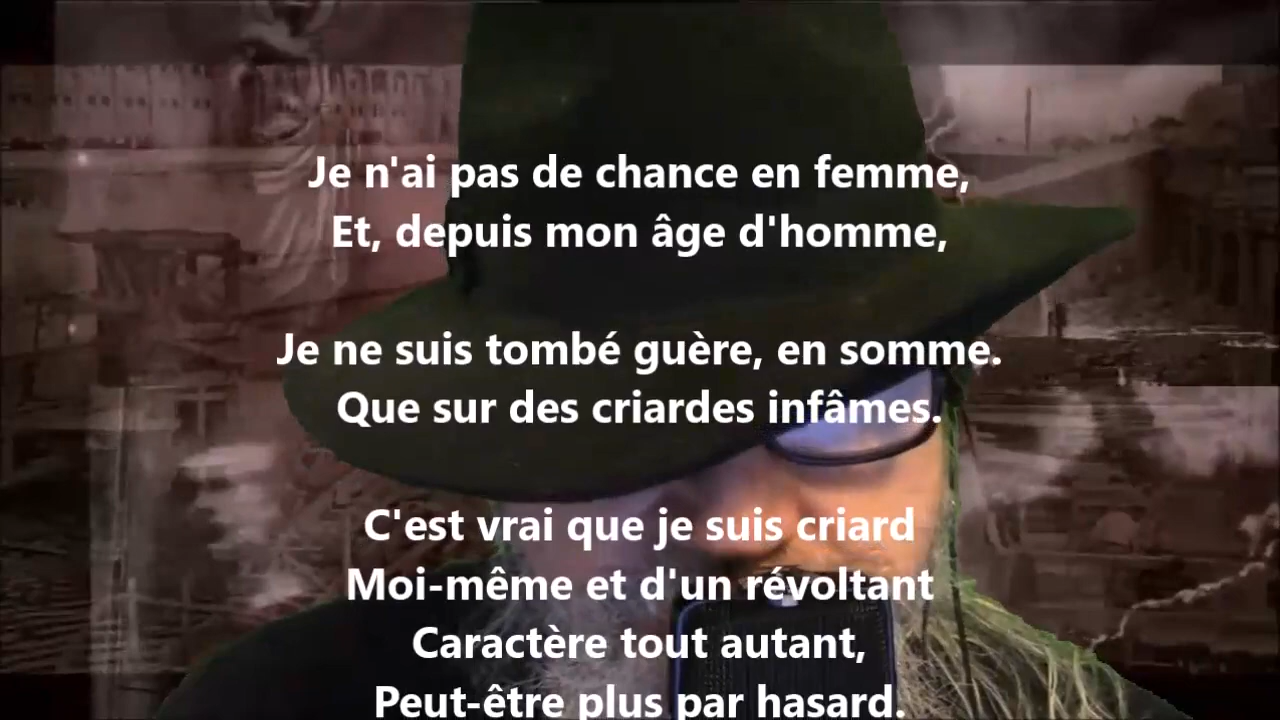 Je n'ai pas de chance en femme,
Et, depuis mon âge d'homme,
Je ne suis tombé guère, en somme.
Que sur des criardes infâmes.
C'est vrai que je suis criard
Moi-même et d'un révoltant
Caractère tout autant,
Peut-être plus par hasard.